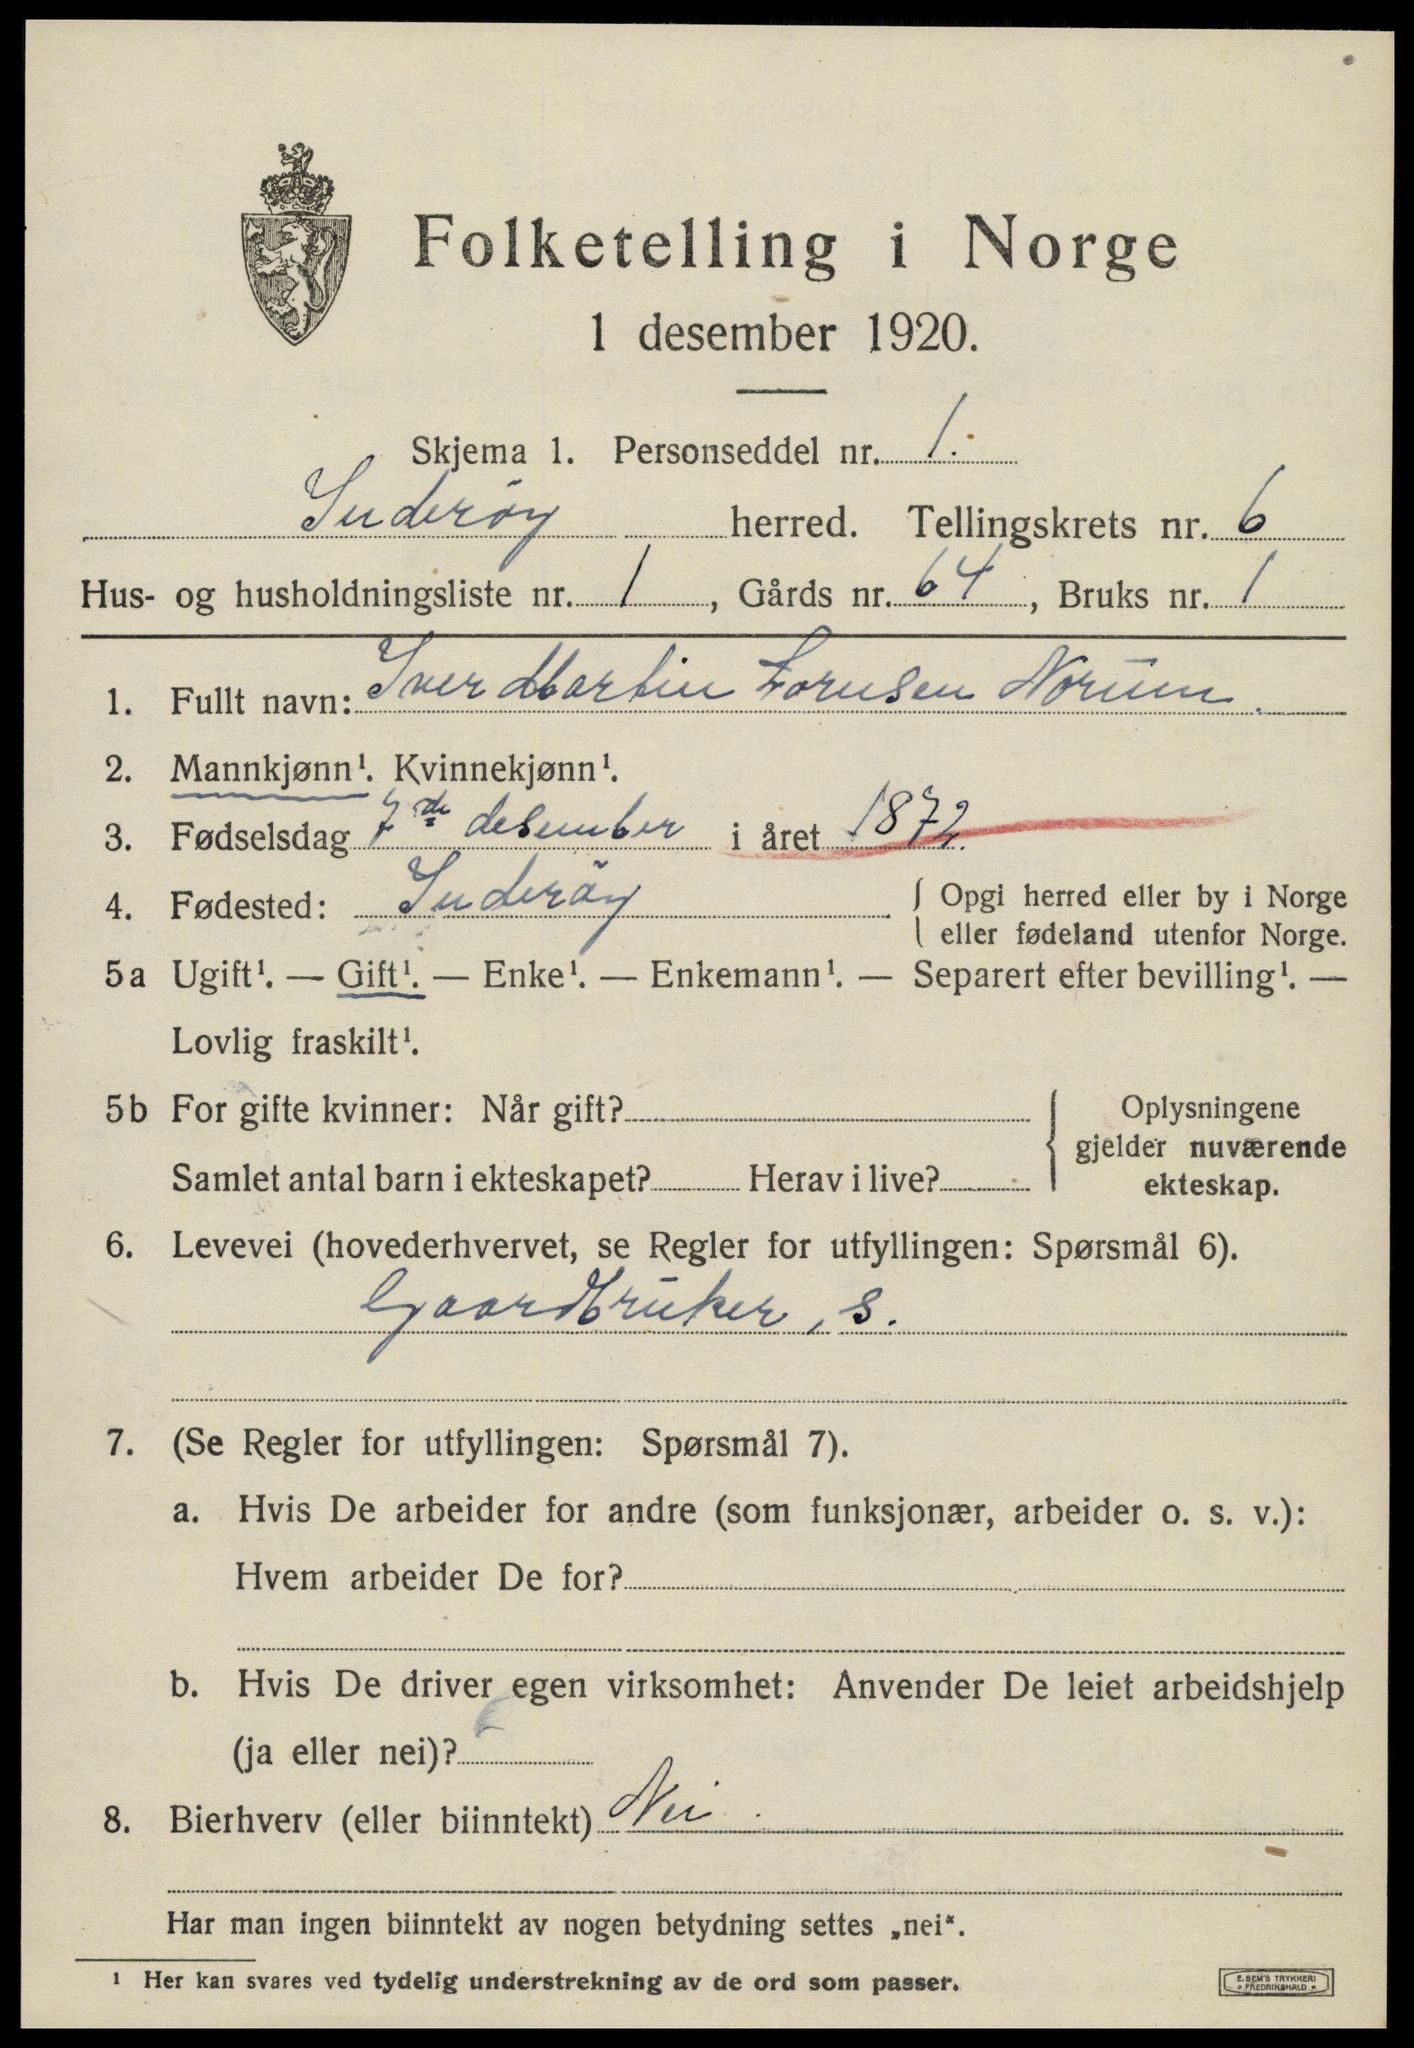 Folketelling i Norge
1 desember 1920.
Skjema 1. Personseddel nr. 1.
Inderöy herred. Tellingskrets nr. 6
Hus- og husholdningsliste nr. 1, Gårds nr. 64, Bruks nr. 1
1. Fullt navn: Iver Martin Lornsen Norum.
2. Mannkjønn¹. Kvinnekjønn¹.
3. Fødselsdag 7de desember i året 1872.
4. Fødested: Inderöy. { Opgi herred eller by i Norge
eller fødeland utenfor Norge.
5a Ugift¹. — Gift¹. — Enke¹. — Enkemann¹. — Separert efter bevilling¹. —
Lovlig fraskilt¹.
5b For gifte kvinner: Når gift? { Oplysningene
gjelder nuværende
Samlet antal barn i ekteskapet? Herav i live? ekteskap.
6. Levevei (hovederhvervet, se Regler for utfyllingen: Spørsmål 6).
Gaardbruker, s.
7. (Se Regler for utfyllingen: Spørsmål 7).
a. Hvis De arbeider for andre (som funksjonær, arbeider o. s. v.):
Hvem arbeider De for?
b. Hvis De driver egen virksomhet: Anvender De leiet arbeidshjelp
(ja eller nei)?
8. Bierhverv (eller biinntekt) Nei.
Har man ingen biinntekt av nogen betydning settes „nei“.
¹ Her kan svares ved tydelig understrekning av de ord som passer.
E. SEM'S TRYKKERI
FREDRIKSHALD